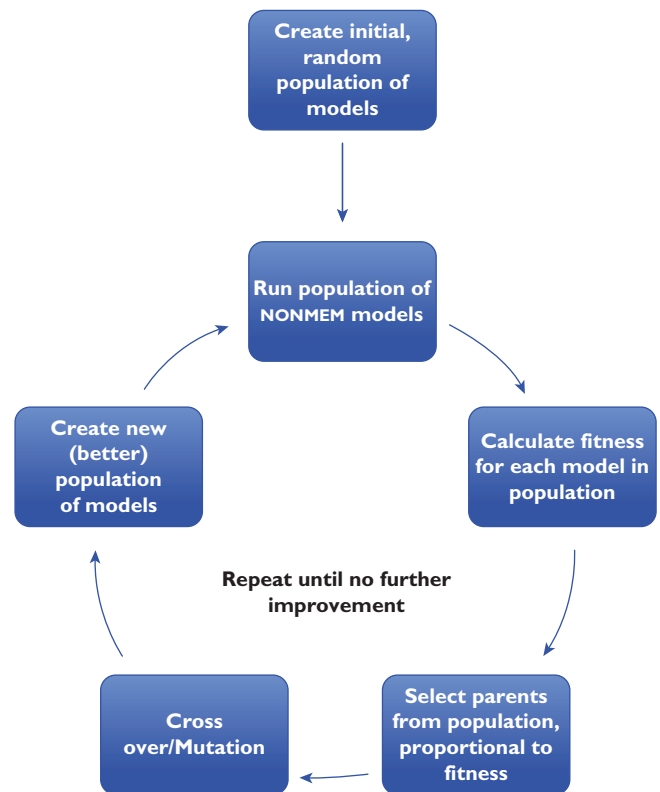 Create initial,
random
population of
models
Run population of
NONMEM models
Calculate fitness
for each model in
population
Select parents
from population,
proportional to
fitness
Cross
over/Mutation
Create new
(better)
population
of models
Repeat until no further
improvement